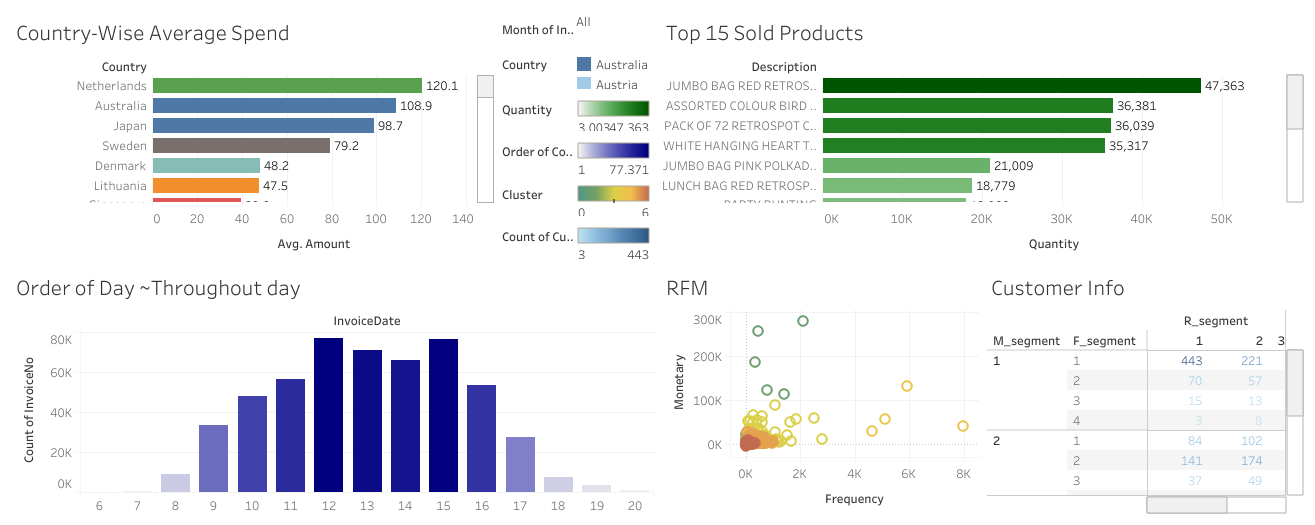 Country-Wise Average Spend
Country
Netherlands 120.1
Australia 108.9
Japan 98.7
Sweden 79.2
Denmark 48.2
Lithuania 47.5
0 20 40 60 80 100 120 140
Avg. Amount
Month of In.. All
Country Australia
Austria
Quantity
3,003 47,363
Order of Co..
1 77,371
Cluster
0 6
Count of Cu..
3 443
Top 15 Sold Products
Description
JUMBO BAG RED RETROS.. 47,363
ASSORTED COLOUR BIRD .. 36,381
PACK OF 72 RETROSPOT C.. 36,039
WHITE HANGING HEART T.. 35,317
JUMBO BAG PINK POLKAD.. 21,009
LUNCH BAG RED RETROSP.. 18,779
PARTY BUNTING
0K 10K 20K 30K 40K 50K
Quantity
Order of Day ~Throughout day
InvoiceDate
80K
60K
40K
20K
0K
Count of InvoiceNo
6 7 8 9 10 11 12 13 14 15 16 17 18 19 20
RFM
300K
200K
100K
0K
Monetary
0K 2K 4K 6K 8K
Frequency
Customer Info
R_segment
M_segment F_segment 1 2 3
1 1 443 221
2 70 57
3 15 13
4 3 8
2 1 84 102
2 141 174
3 37 49